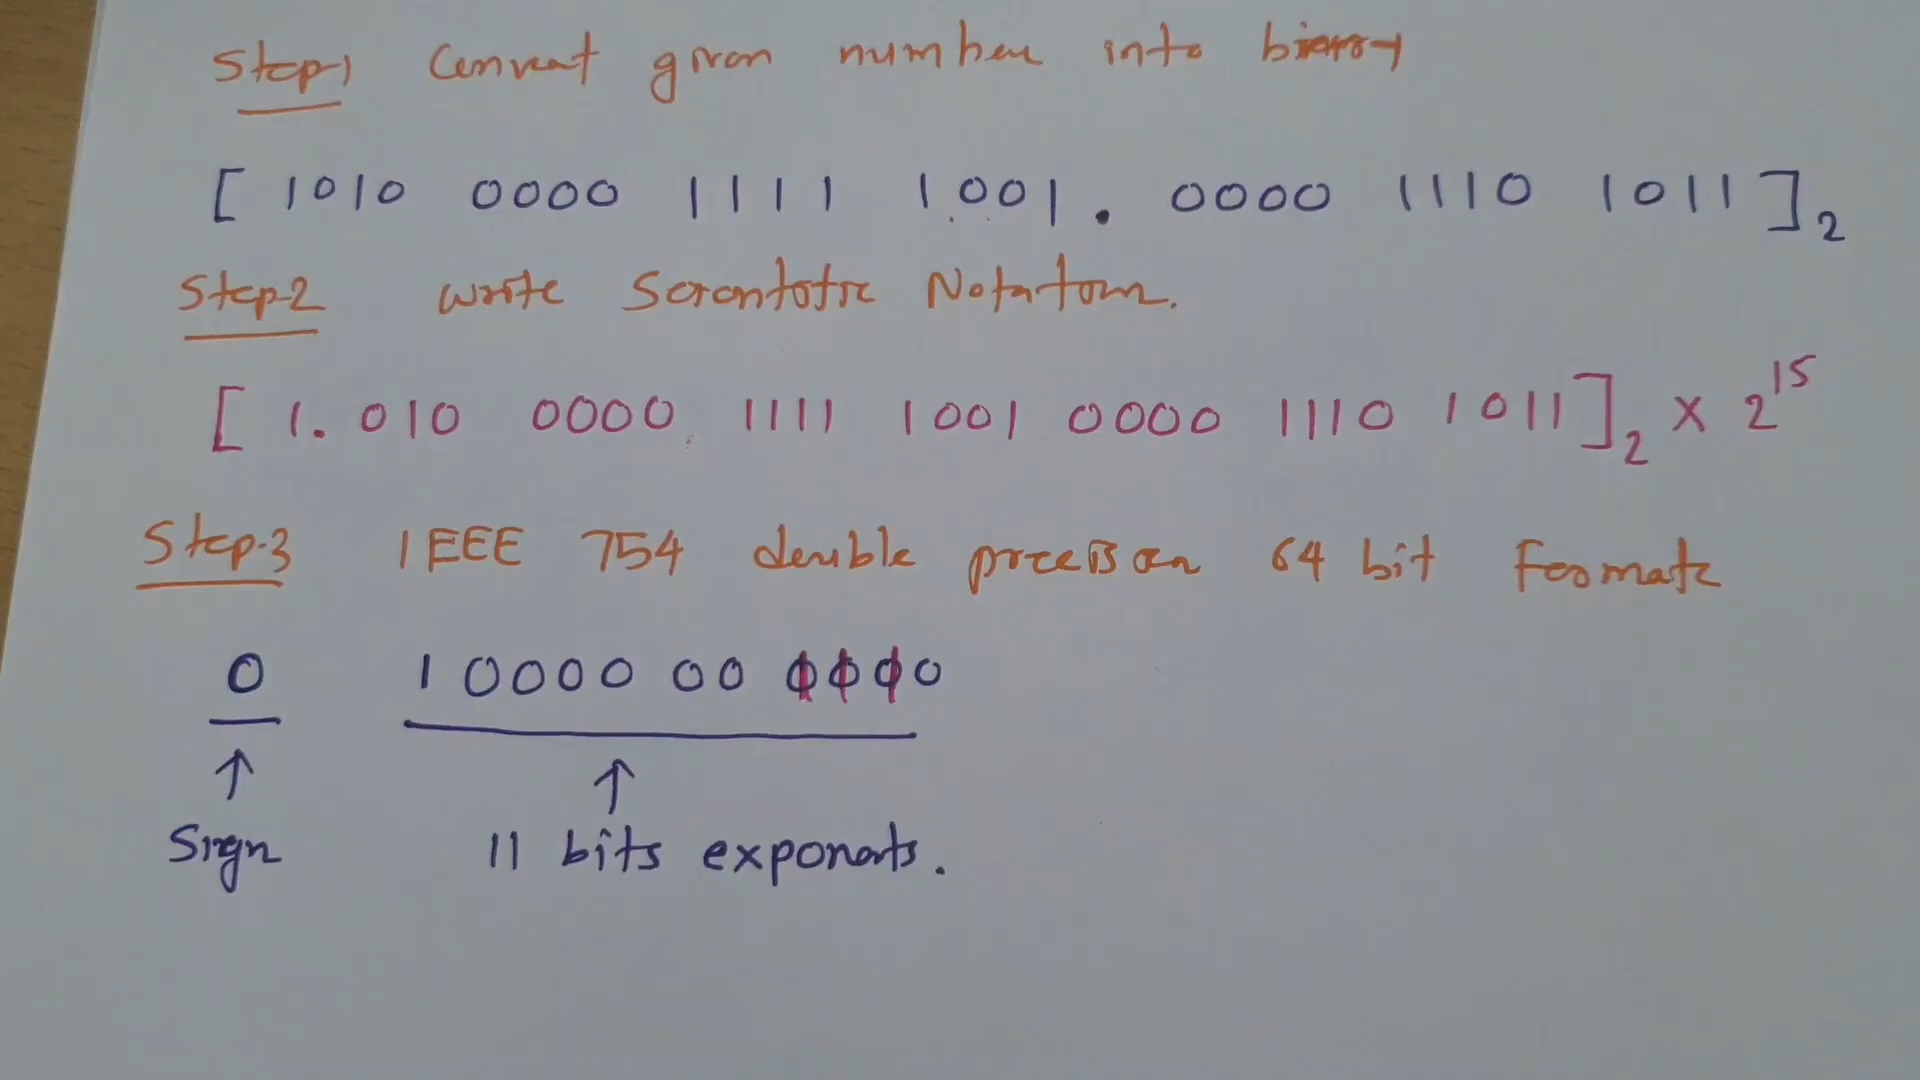 Step-1 Convert given number into binary
[ 1010 0000 1111 1001 . 0000 1110 1011 ]2
Step-2 write Scientific Notation.
[ 1. 010 0000 1111 1001 0000 1110 1011 ]2 × 2^15
Step-3 IEEE 754 double precision 64 bit Formate
0 1 0000 00 1110
↑ ↑
Sign 11 bits exponents.